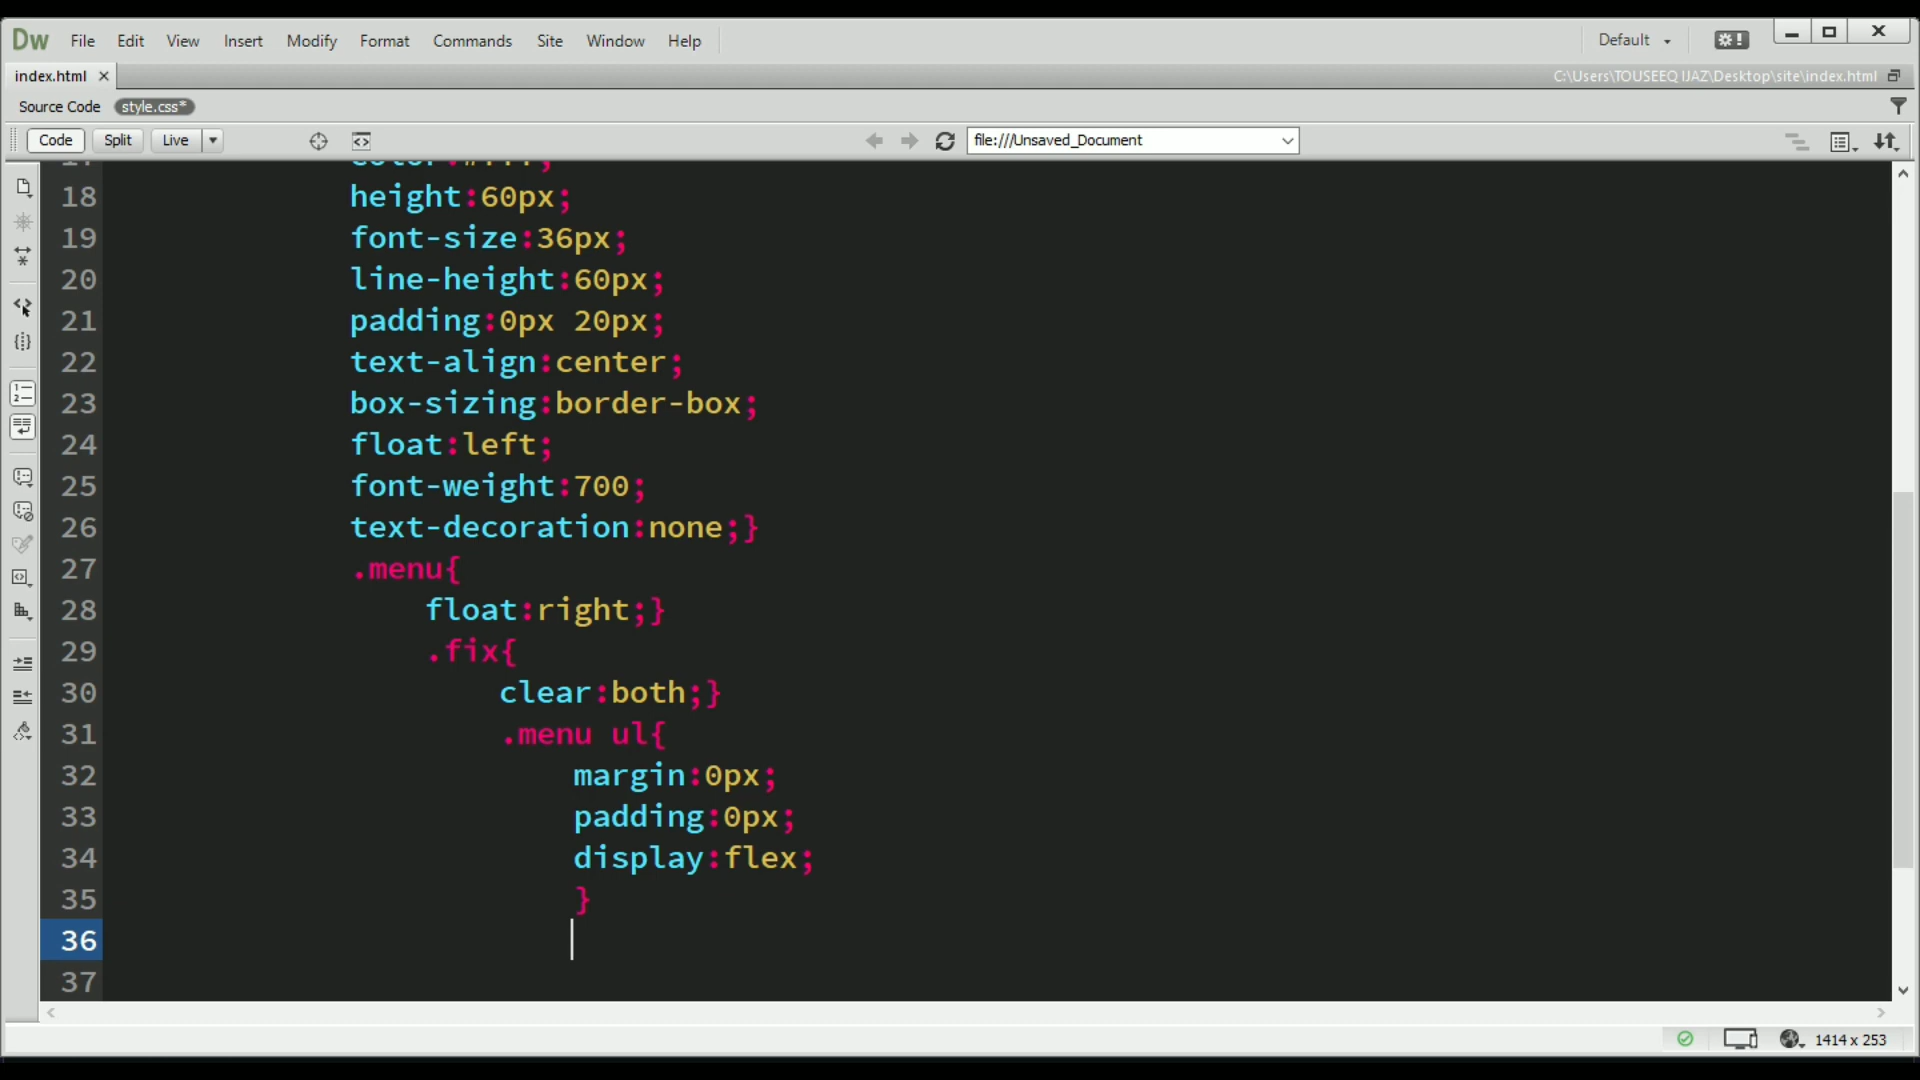 Dw File Edit View Insert Modify Format Commands Site Window Help Default
index.html C:\Users\TOUSEEQ IJAZ\Desktop\site\index.html
Source Code style.css*
Code Split Live file:///Unsaved_Document
18 height:60px;
19 font-size:36px;
20 line-height:60px;
21 padding:0px 20px;
22 text-align:center;
23 box-sizing:border-box;
24 float:left;
25 font-weight:700;
26 text-decoration:none;}
27 .menu{
28 float:right;}
29 .fix{
30 clear:both;}
31 .menu ul{
32 margin:0px;
33 padding:0px;
34 display:flex;
35 }
36
37
1414 x 253